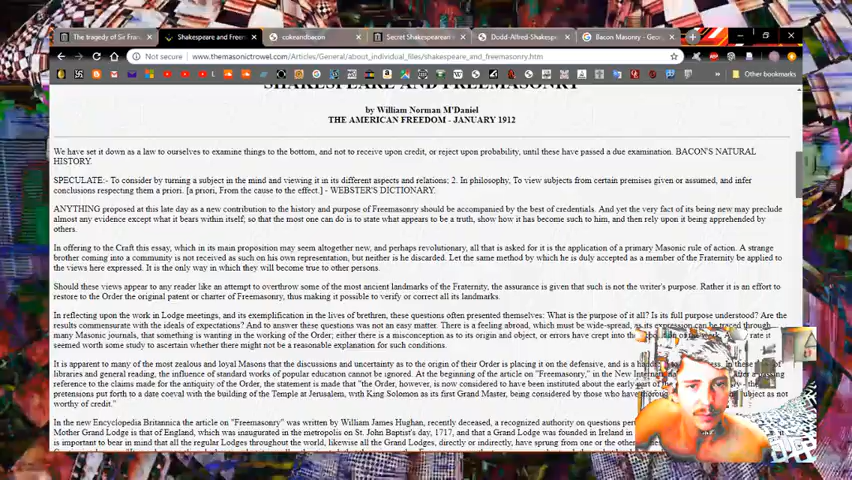 The tragedy of Sir Fra
Shakespeare and Freem
cokeandbacon
Secret Shakespearean
Dodd-Alfred-Shakesp
Bacon Masonry - Goo
Not secure
www.themasonictrowel.com/Articles/General/about_individual_files/shakespeare_and_freemasonry.htm
Other bookmarks
SHAKESPEARE AND FREEMASONRY
by William Norman M'Daniel
THE AMERICAN FREEDOM - JANUARY 1912
We have set it down as a law to ourselves to examine things to the bottom, and not to receive upon credit, or reject upon probability, until these have passed a due examination. BACON'S NATURAL
HISTORY.
SPECULATE:- To consider by turning a subject in the mind and viewing it in its different aspects and relations; 2. In philosophy, To view subjects from certain premises given or assumed, and infer
conclusions respecting them a priori. [a priori, From the cause to the effect.] - WEBSTER'S DICTIONARY.
ANYTHING proposed at this late day as a new contribution to the history and purpose of Freemasonry should be accompanied by the best of credentials. And yet the very fact of its being new may preclude
almost any evidence except what it bears within itself; so that the most one can do is to state what appears to be a truth, show how it has become such to him, and then rely upon it being apprehended by
others.
In offering to the Craft this essay, which in its main proposition may seem altogether new, and perhaps revolutionary, all that is asked for it is the application of a primary Masonic rule of action. A strange
brother coming into a community is not received as such on his own representation, but neither is he discarded. Let the same method by which he is duly accepted as a member of the Fraternity be applied to
the views here expressed. It is the only way in which they will become true to other persons.
Should these views appear to any reader like an attempt to overthrow some of the most ancient landmarks of the Fraternity, the assurance is given that such is not the writer's purpose. Rather it is an effort to
restore to the Order the original patent or charter of Freemasonry, thus making it possible to verify or correct all its landmarks.
In reflecting upon the work in Lodge meetings, and its exemplification in the lives of brethren, these questions often presented themselves: What is the purpose of it all? Is its full purpose understood? Are the
results commensurate with the ideals of expectations? And to answer these questions was not an easy matter. There is a feeling abroad, which must be wide-spread, as its expression can be traced through
many Masonic journals, that something is wanting in the working of the Order; either there is a misconception as to its origin and object, or errors have crept into the
rate it
seemed worth some study to ascertain whether there might not be a reasonable explanation for such conditions.
It is apparent to many of the most zealous and loyal Masons that the discussions and uncertainty as to the origin of their Order is placing it on the defensive, and is a
In these
of
libraries and general reading, the influence of standard works of popular education cannot be ignored. At the beginning of the article on "Freemasonry," in the New
After a passing
reference to the claims made for the antiquity of the Order, the statement is made that "the Order, however, is now considered to have been instituted about the early part of
the
pretensions put forth to a date coeval with the building of the Temple at Jerusalem, with King Solomon as its first Grand Master, being considered by those who have
subject as not
worthy of credit."
In the new Encyclopedia Britannica the article on "Freemasonry" was written by William James Hughan, recently deceased, a recognized authority on questions
Mother Grand Lodge is that of England, which was inaugurated in the metropolis on St. John Baptist's day, 1717, and that a Grand Lodge was founded in Ireland in
is important to bear in mind that all the regular Lodges throughout the world, likewise all the Grand Lodges, directly or indirectly, have sprung from one or the other